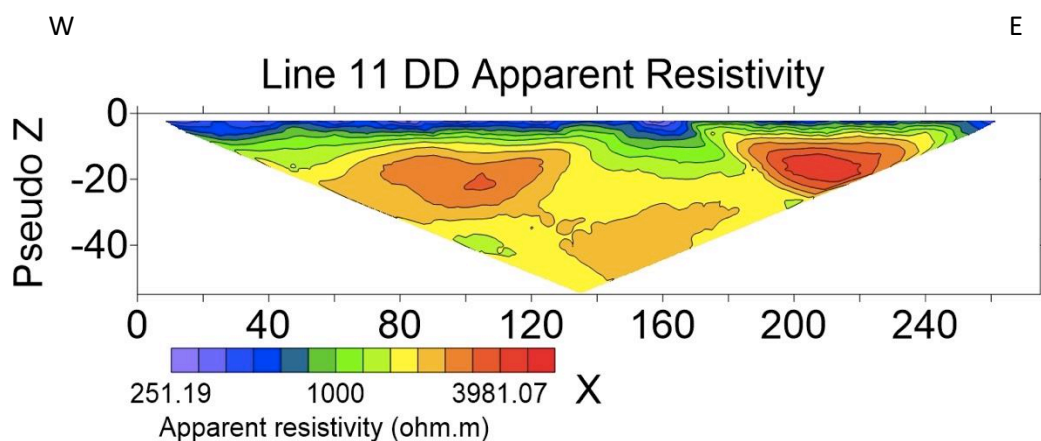 W E
Line 11 DD Apparent Resistivity
Pseudo Z
0
-20
-40
0 40 80 120 160 200 240
251.19 1000 3981.07 X
Apparent resistivity (ohm.m)